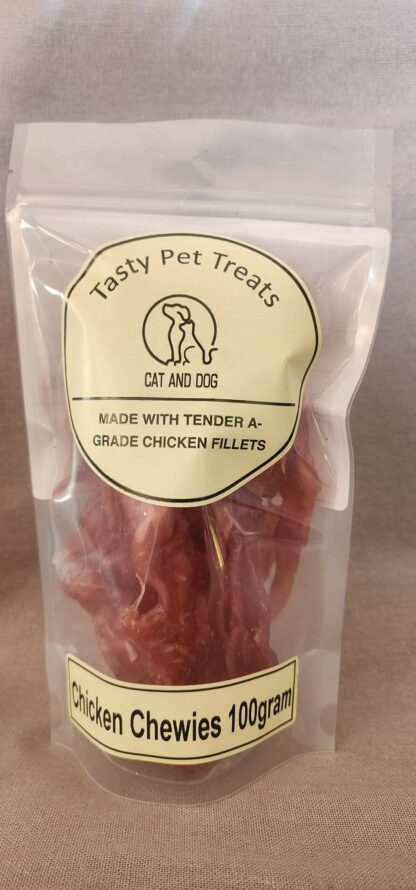 Tasty Pet Treats
CAT AND DOG
MADE WITH TENDER A-
GRADE CHICKEN FILLETS
Chicken Chewies 100gram